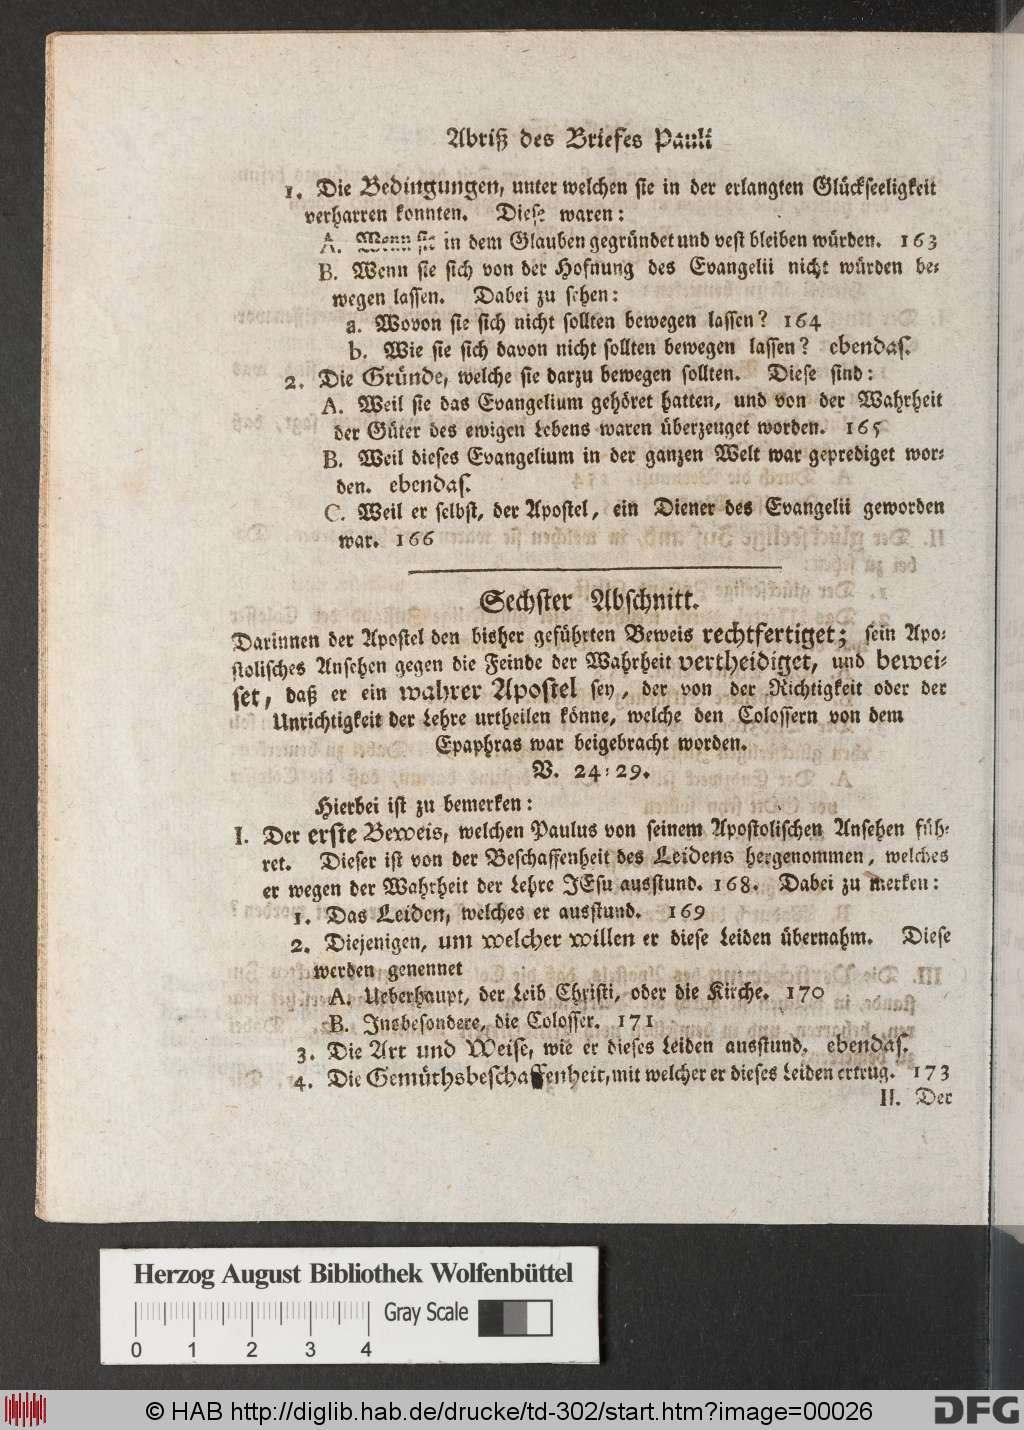 Abriß des Briefes Pauli
1. Die Bedingungen, unter welchen sie in der erlangten Glückseeligkeit
verharren konnten. Diese waren:
A. Wenn sie in dem Glauben gegründet und vest bleiben würden. 163
B. Wenn sie sich von der Hofnung des Evangelii nicht würden be-
wegen lassen. Dabei zu sehen:
a. Wovon sie sich nicht sollten bewegen lassen? 164
b. Wie sie sich davon nicht sollten bewegen lassen? ebendas.
2. Die Gründe, welche sie darzu bewegen sollten. Diese sind:
A. Weil sie das Evangelium gehöret hatten, und von der Wahrheit
der Güter des ewigen Lebens waren überzeuget worden. 165
B. Weil dieses Evangelium in der ganzen Welt war geprediget wor-
den. ebendas.
C. Weil er selbst, der Apostel, ein Diener des Evangelii geworden
war. 166
Sechster Abschnitt.
Darinnen der Apostel den bisher geführten Beweis rechtfertiget; sein Apo-
stolisches Ansehen gegen die Feinde der Wahrheit vertheidiget, und bewei-
set, daß er ein wahrer Apostel sey, der von der Richtigkeit oder der
Unrichtigkeit der Lehre urtheilen könne, welche den Colossern von dem
Epaphras war beigebracht worden.
V. 24-29.
Hierbei ist zu bemerken:
I. Der erste Beweis, welchen Paulus von seinem Apostolischen Ansehen füh-
ret. Dieser ist von der Beschaffenheit des Leidens hergenommen, welches
er wegen der Wahrheit der Lehre JEsu ausstund. 168. Dabei zu merken:
1. Das Leiden, welches er ausstund. 169
2. Diejenigen, um welcher willen er diese Leiden übernahm. Diese
werden genennet
A. Ueberhaupt, der Leib Christi, oder die Kirche. 170
B. Insbesondere, die Colosser. 171
3. Die Art und Weise, wie er dieses Leiden ausstund. ebendas.
4. Die Gemüthsbeschaffenheit, mit welcher er dieses Leiden ertrug. 173
II. Der
Herzog August Bibliothek Wolfenbüttel
Gray Scale
0 1 2 3 4
© HAB http://diglib.hab.de/drucke/td-302/start.htm?image=00026
DFG